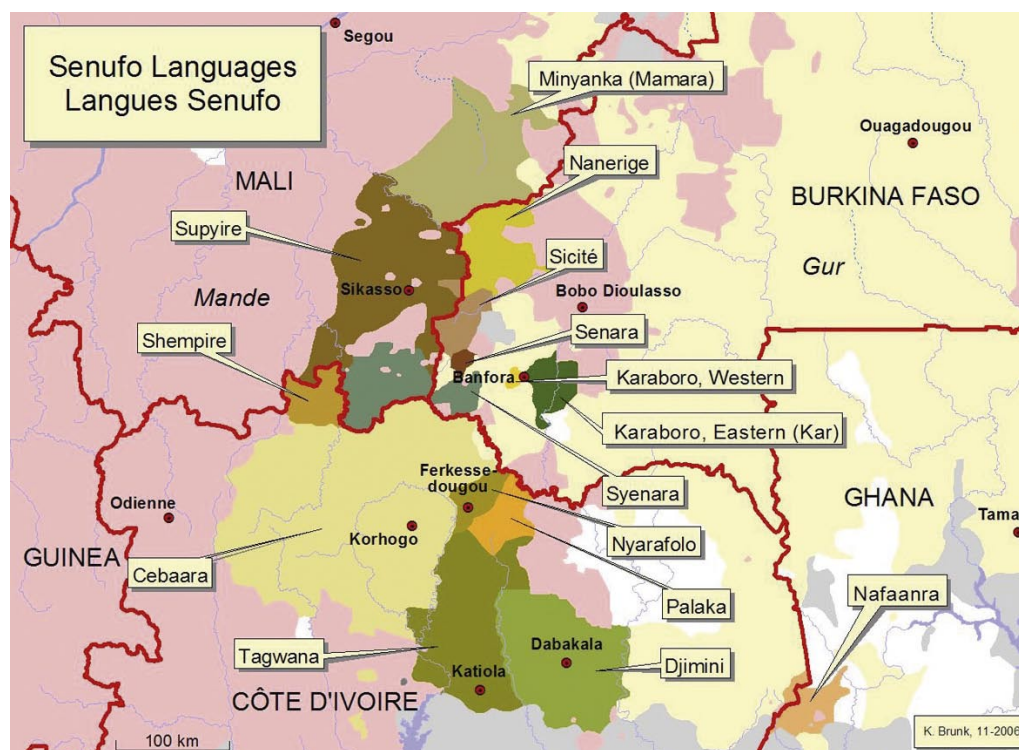 Senufo Languages
Langues Senufo
Segou
Minyanka (Mamara)
Ouagadougou
Nanerige
MALI
BURKINA FASO
Supyire
Sicité
Gur
Sikasso
Mande
Bobo Dioulasso
Shempire
Senara
Banfora
Karaboro, Western
Karaboro, Eastern (Kar)
Ferkesse-
dougou
Syenara
Odienne
GHANA
Tama
Korhogo
Nyarafolo
GUINEA
Cebaara
Palaka
Nafaanra
Tagwana
Dabakala
Djimini
Katiola
CÔTE D'IVOIRE
K. Brunk, 11-2006
100 km